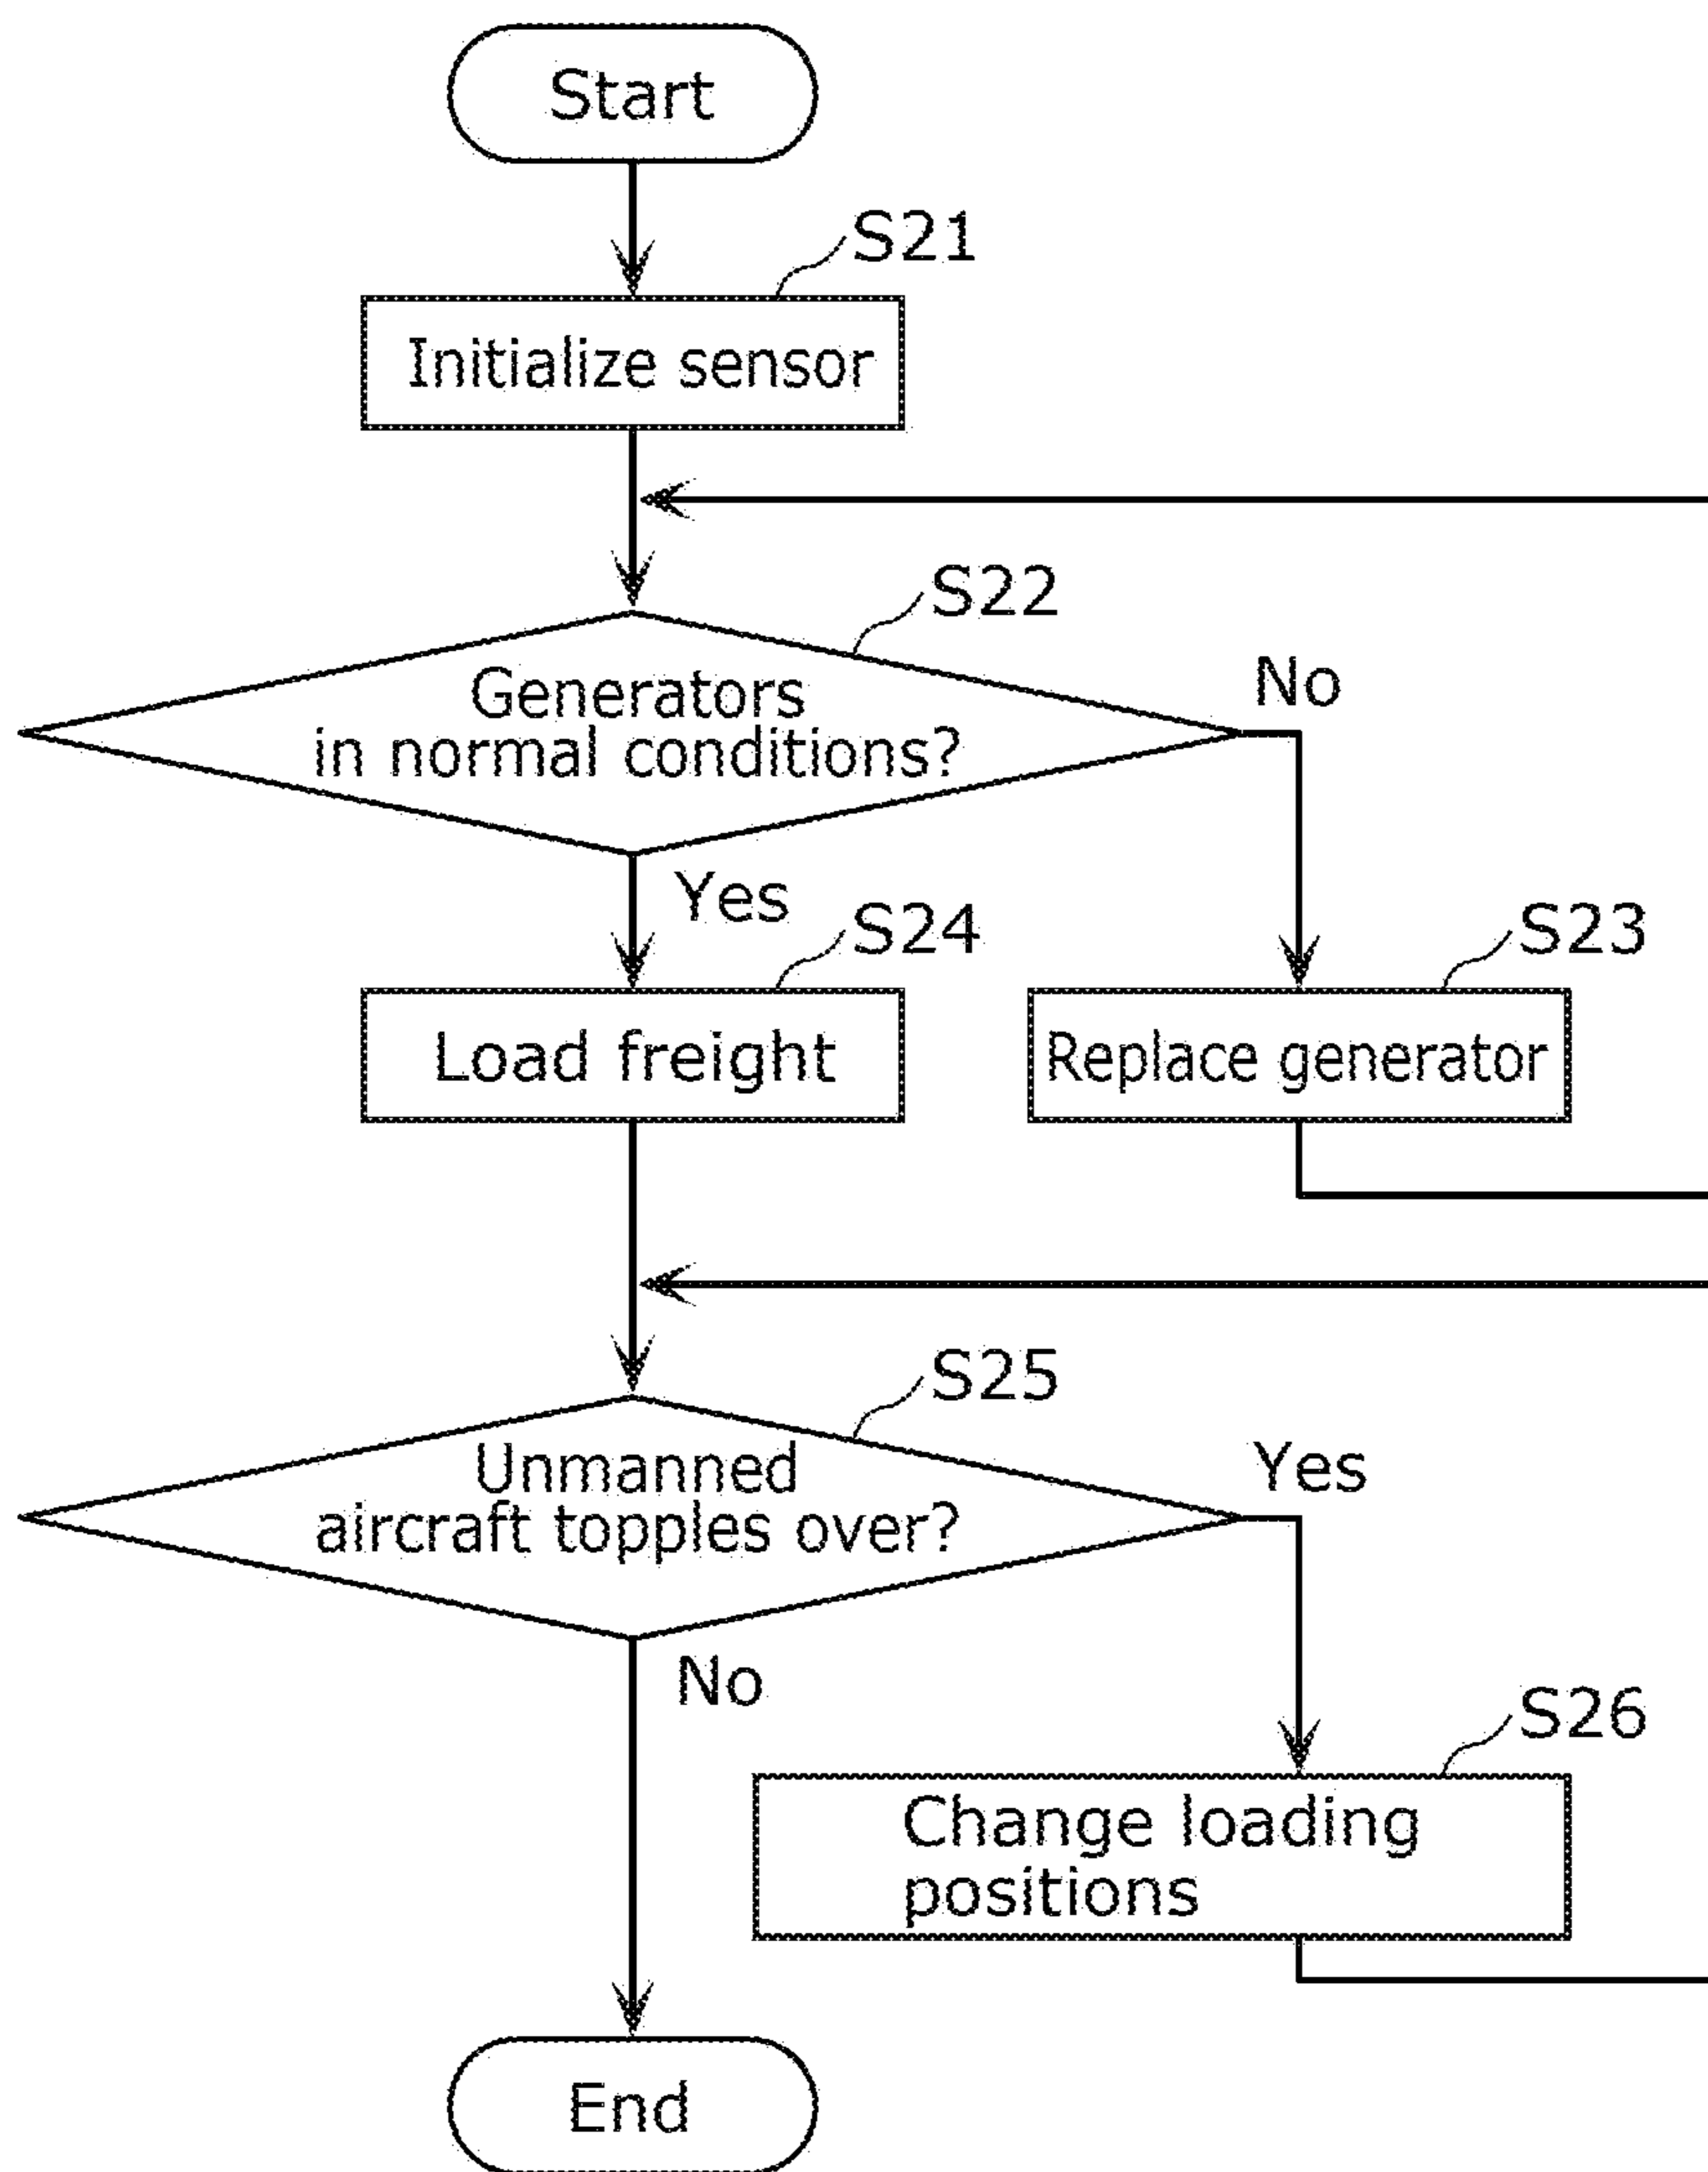 Start
S21
Initialize sensor
S22
Generators
in normal conditions?
No
Yes
S24
S23
Load freight
Replace generator
S25
Unmanned
aircraft topples over?
Yes
No
S26
Change loading
positions
End